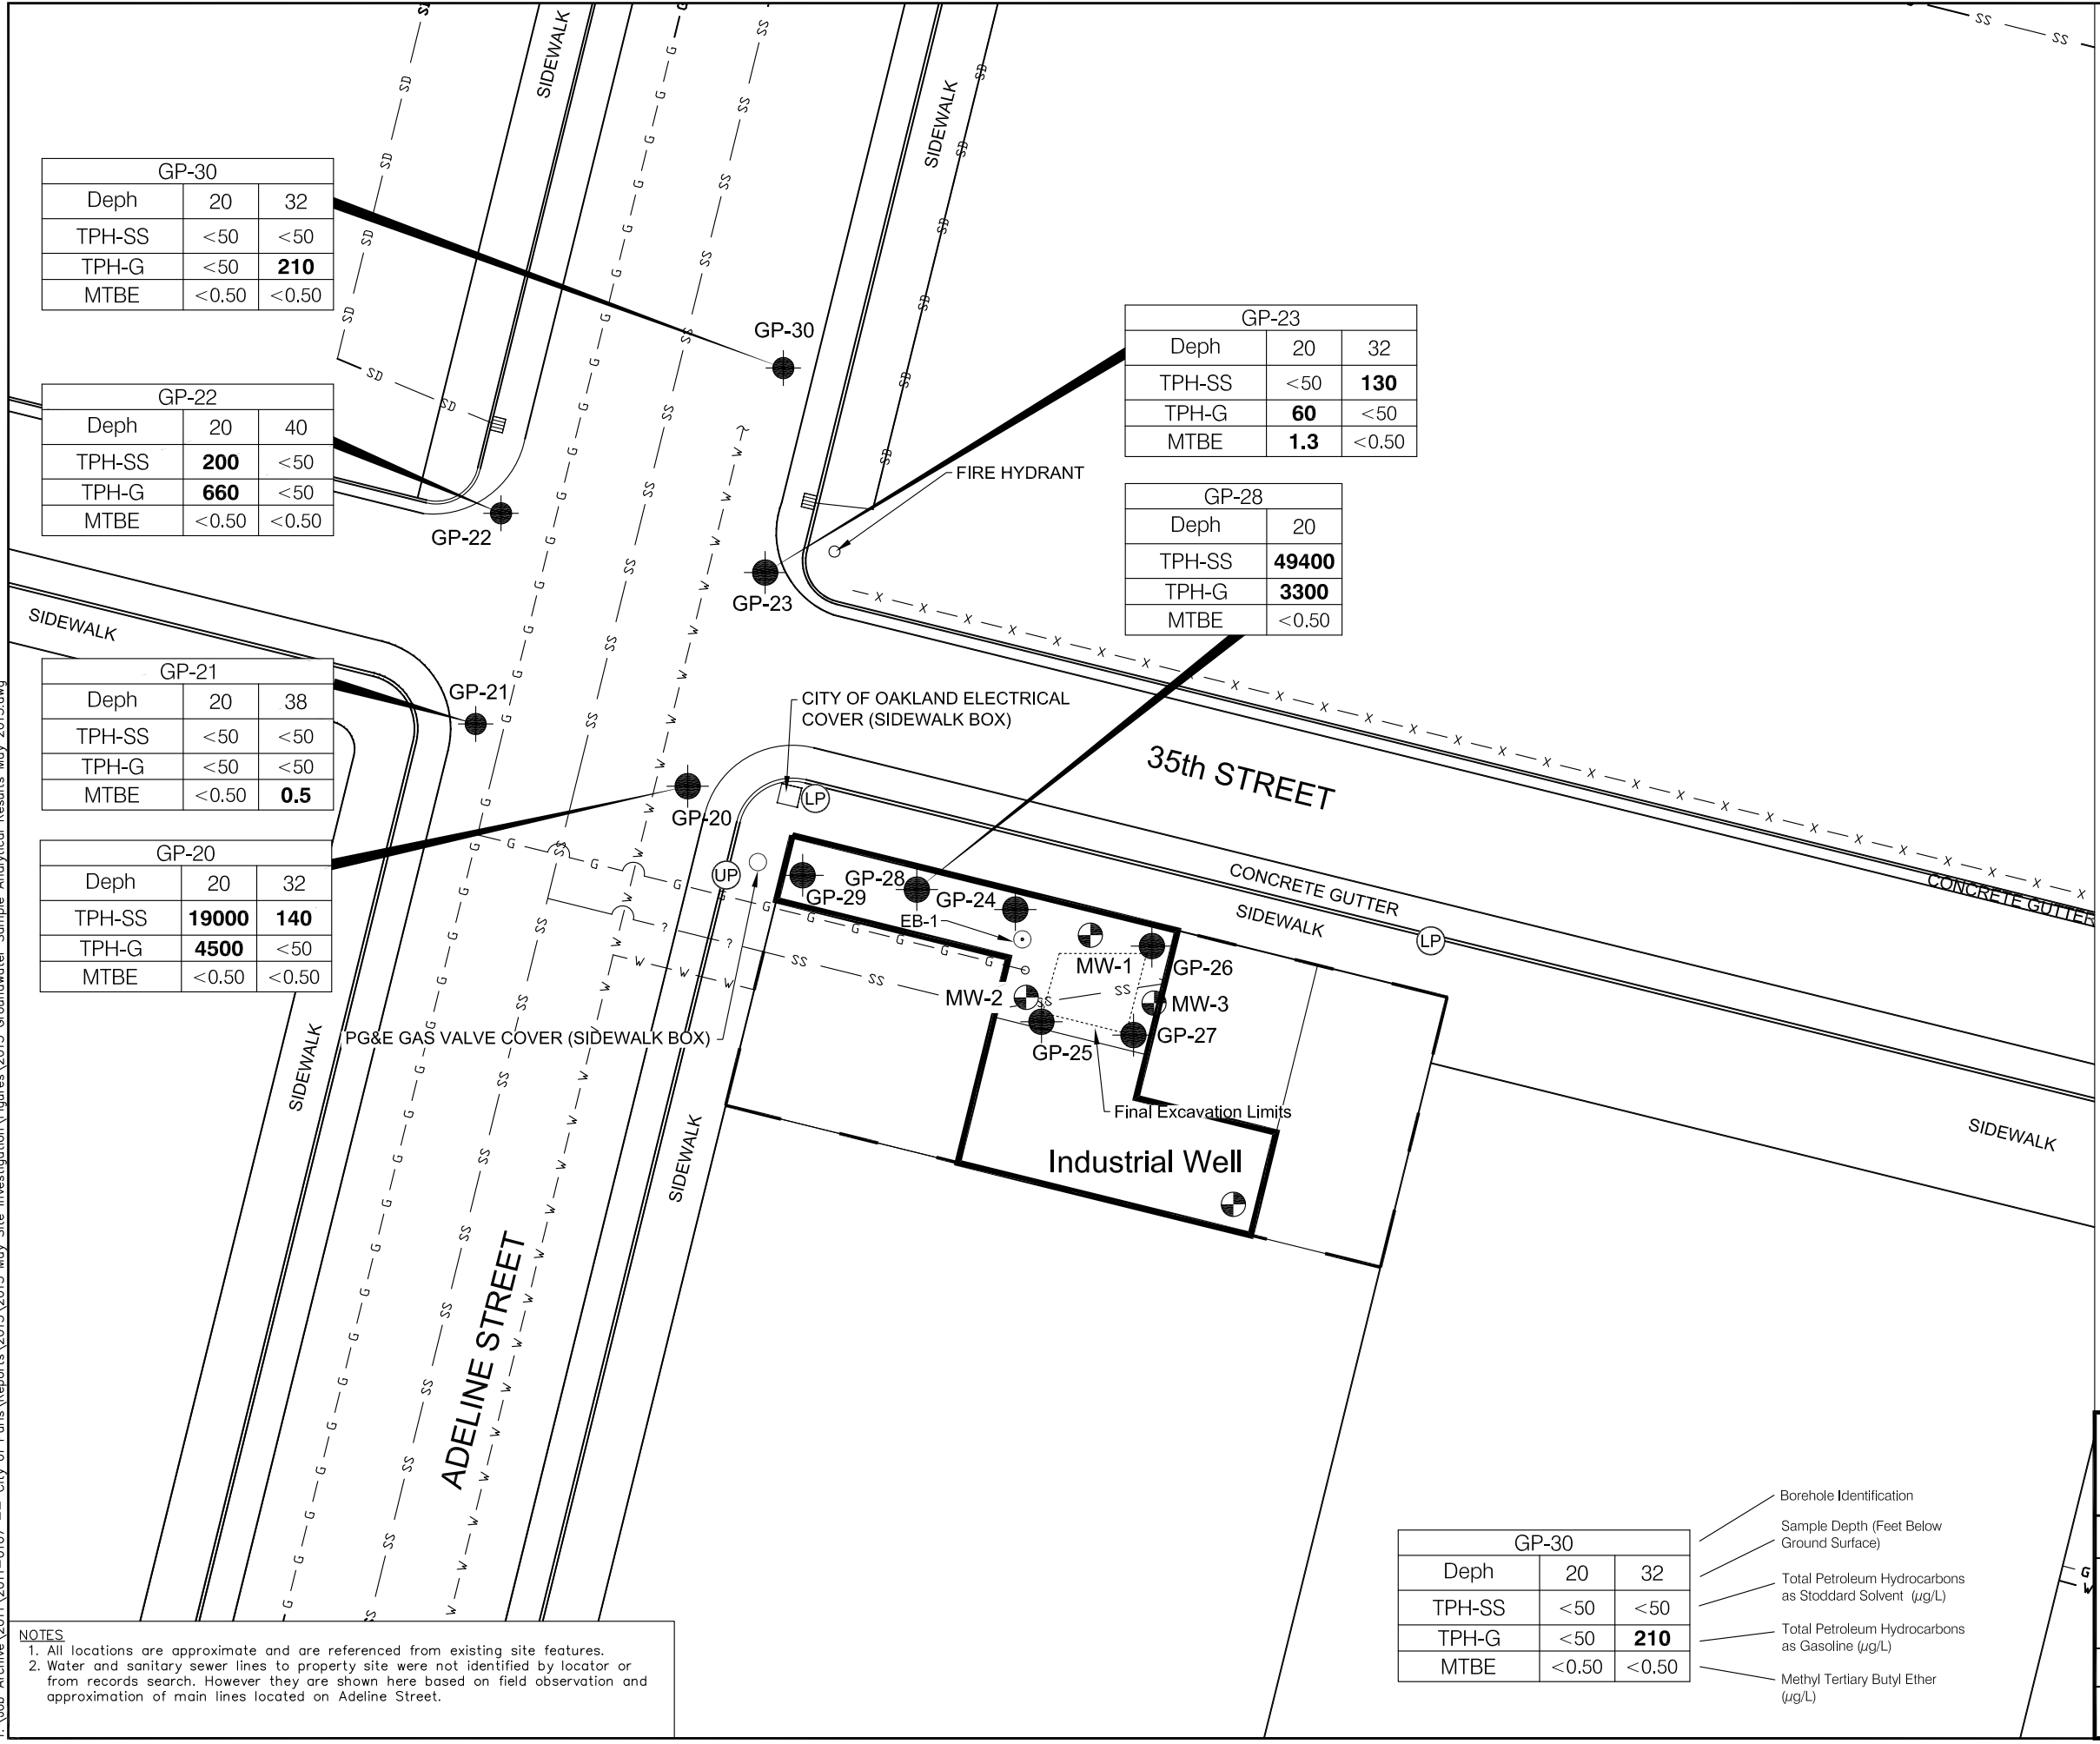 GP-30
Deph 20 32
TPH-SS <50 <50
TPH-G <50 210
MTBE <0.50 <0.50
GP-22
Deph 20 40
TPH-SS 200 <50
TPH-G 660 <50
MTBE <0.50 <0.50
GP-21
Deph 20 38
TPH-SS <50 <50
TPH-G <50 <50
MTBE <0.50 0.5
GP-20
Deph 20 32
TPH-SS 19000 140
TPH-G 4500 <50
MTBE <0.50 <0.50
GP-23
Deph 20 32
TPH-SS <50 130
TPH-G 60 <50
MTBE 1.3 <0.50
GP-28
Deph 20
TPH-SS 49400
TPH-G 3300
MTBE <0.50
SIDEWALK
SIDEWALK
GP-30
FIRE HYDRANT
GP-22
GP-23
SIDEWALK
GP-21
CITY OF OAKLAND ELECTRICAL
COVER (SIDEWALK BOX)
35th STREET
GP-20
LP
UP
GP-29
GP-28
GP-24
EB-1
CONCRETE GUTTER
CONCRETE GUTTER
SIDEWALK
LP
MW-1
GP-26
MW-2
MW-3
GP-25
GP-27
PG&E GAS VALVE COVER (SIDEWALK BOX)
SIDEWALK
Final Excavation Limits
SIDEWALK
Industrial Well
SIDEWALK
ADELINE STREET
GP-30
Deph 20 32
TPH-SS <50 <50
TPH-G <50 210
MTBE <0.50 <0.50
Borehole Identification
Sample Depth (Feet Below
Ground Surface)
Total Petroleum Hydrocarbons
as Stoddard Solvent (µg/L)
Total Petroleum Hydrocarbons
as Gasoline (µg/L)
Methyl Tertiary Butyl Ether
(µg/L)
NOTES
1. All locations are approximate and are referenced from existing site features.
2. Water and sanitary sewer lines to property site were not identified by locator or
from records search. However they are shown here based on field observation and
approximation of main lines located on Adeline Street.